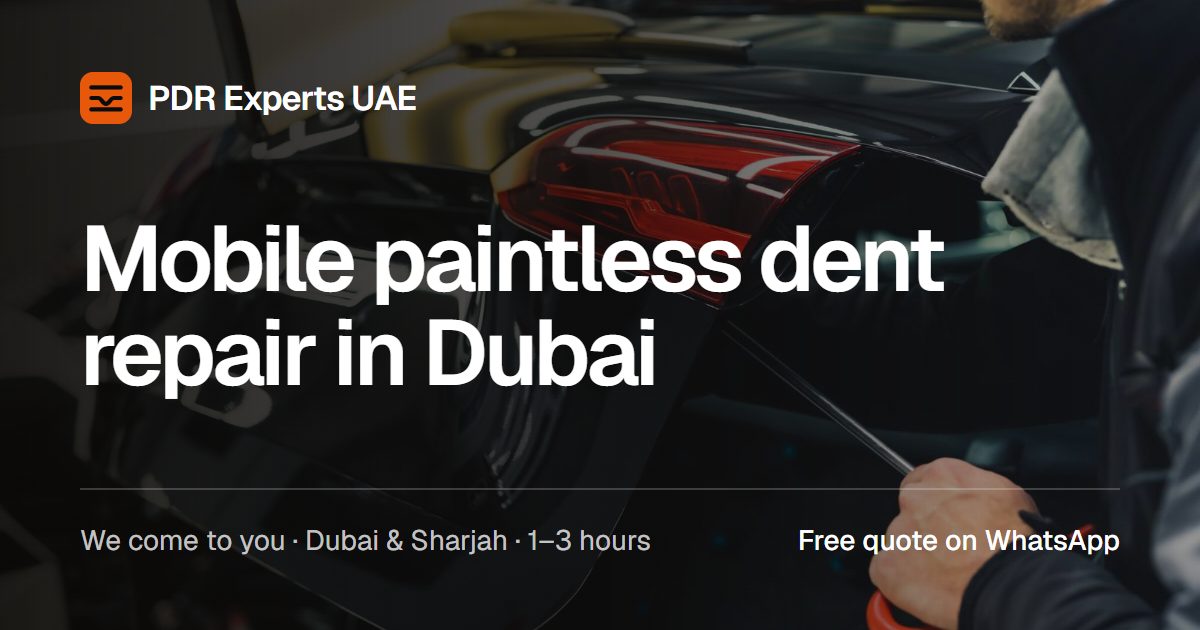 PDR Experts UAE
Mobile paintless dent
repair in Dubai
We come to you · Dubai & Sharjah · 1–3 hours
Free quote on WhatsApp